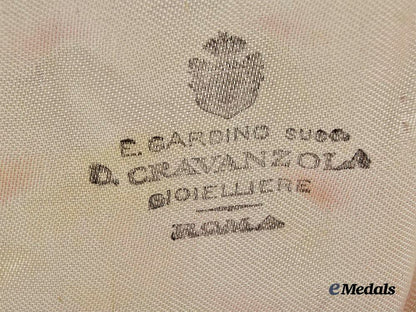 E. GARDINO SUCC.
D. CRAVANZOLA
GIOIELLIERE
ROMA
eMedals